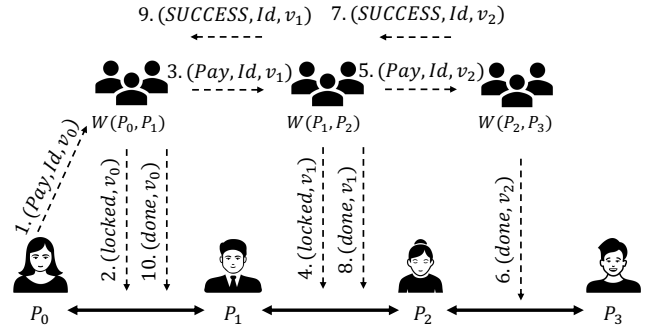 9. (SUCCESS, Id, v₁) 7. (SUCCESS, Id, v₂)
3. (Pay, Id, v₁) 5. (Pay, Id, v₂)
W(P₀, P₁) W(P₁, P₂) W(P₂, P₃)
1. (Pay, Id, v₀)
2. (locked, v₀)
10. (done, v₀)
4. (locked, v₁)
8. (done, v₁)
6. (done, v₂)
P₀ P₁ P₂ P₃